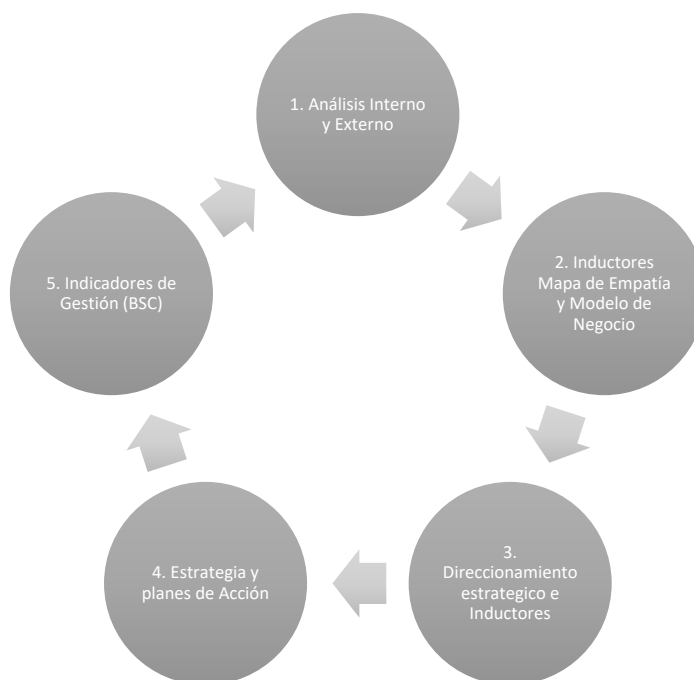 1. Análisis Interno
y Externo
2. Inductores
Mapa de Empatía
y Modelo de
Negocio
3.
Direccionamiento
estrategico e
Inductores
4. Estrategia y
planes de Acción
5. Indicadores de
Gestión (BSC)